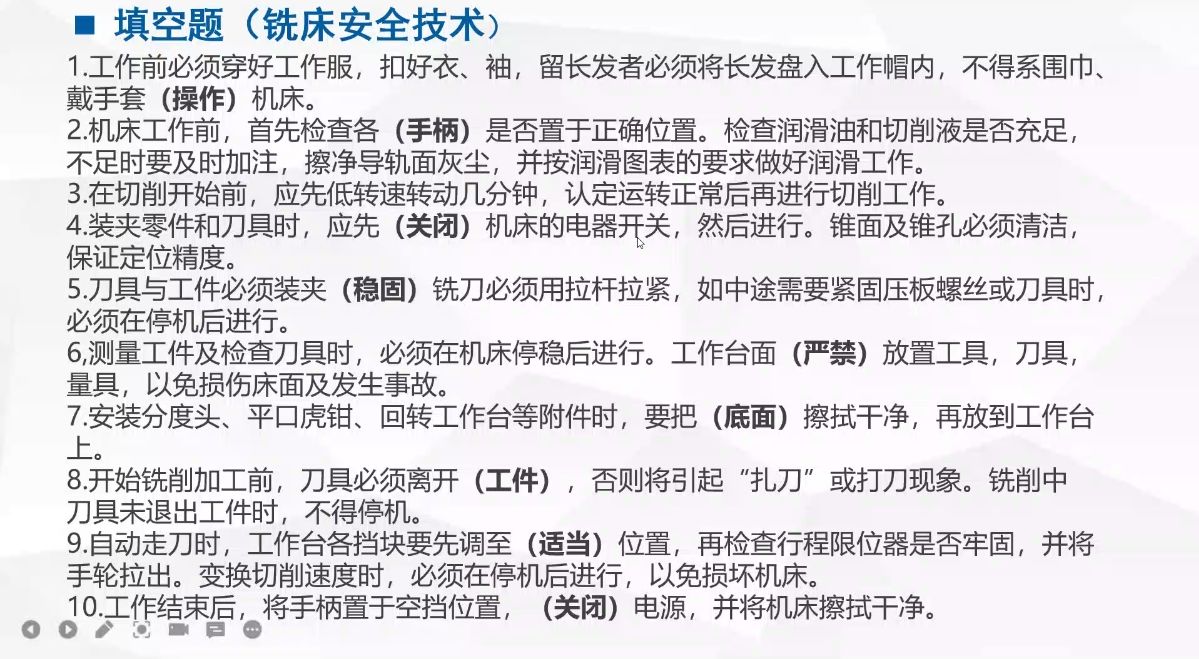 ■ 填空题（铣床安全技术）
1.工作前必须穿好工作服，扣好衣、袖，留长发者必须将长发盘入工作帽内，不得系围巾、
戴手套（操作）机床。
2.机床工作前，首先检查各（手柄）是否置于正确位置。检查润滑油和切削液是否充足，
不足时要及时加注，擦净导轨面灰尘，并按润滑图表的要求做好润滑工作。
3.在切削开始前，应先低转速转动几分钟，认定运转正常后再进行切削工作。
4.装夹零件和刀具时，应先（关闭）机床的电器开关，然后进行。锥面及锥孔必须清洁，
保证定位精度。
5.刀具与工件必须装夹（稳固）铣刀必须用拉杆拉紧，如中途需要紧固压板螺丝或刀具时，
必须在停机后进行。
6,测量工件及检查刀具时，必须在机床停稳后进行。工作台面（严禁）放置工具，刀具，
量具，以免损伤床面及发生事故。
7.安装分度头、平口虎钳、回转工作台等附件时，要把（底面）擦拭干净，再放到工作台
上。
8.开始铣削加工前，刀具必须离开（工件），否则将引起“扎刀”或打刀现象。铣削中
刀具未退出工件时，不得停机。
9.自动走刀时，工作台各挡块要先调至（适当）位置，再检查行程限位器是否牢固，并将
手轮拉出。变换切削速度时，必须在停机后进行，以免损坏机床。
10.工作结束后，将手柄置于空挡位置，（关闭）电源，并将机床擦拭干净。